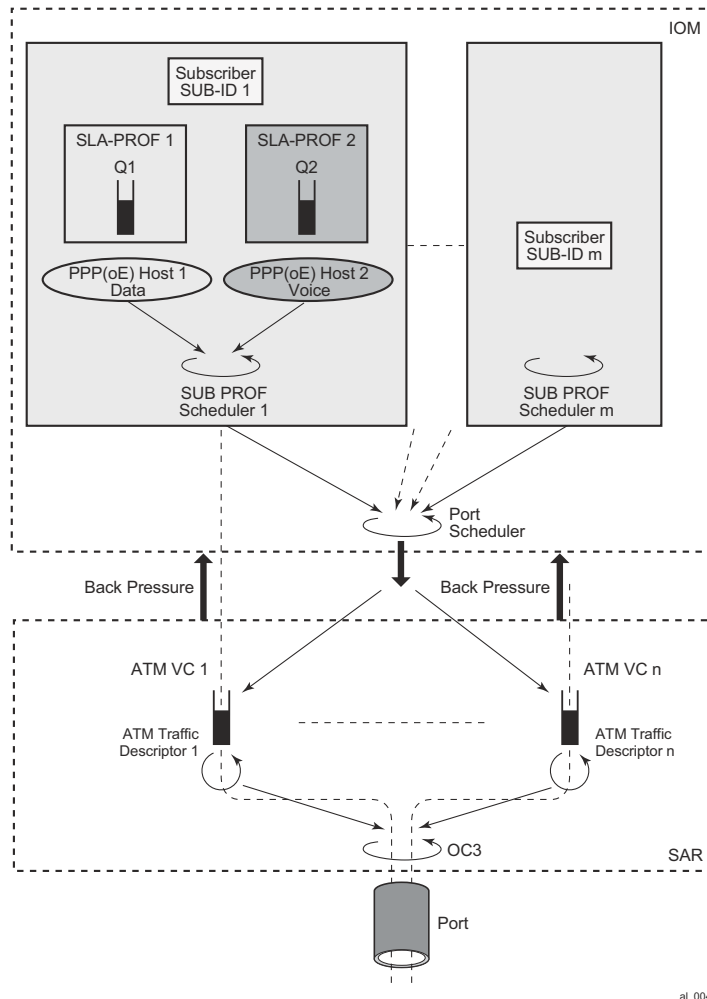 IOM
Subscriber
SUB-ID 1
SLA-PROF 1
Q1
SLA-PROF 2
Q2
PPP(oE) Host 1
Data
PPP(oE) Host 2
Voice
SUB PROF
Scheduler 1
Subscriber
SUB-ID m
SUB PROF
Scheduler m
Port
Scheduler
Back Pressure
Back Pressure
ATM VC 1
ATM VC n
ATM Traffic
Descriptor 1
ATM Traffic
Descriptor n
OC3
SAR
Port